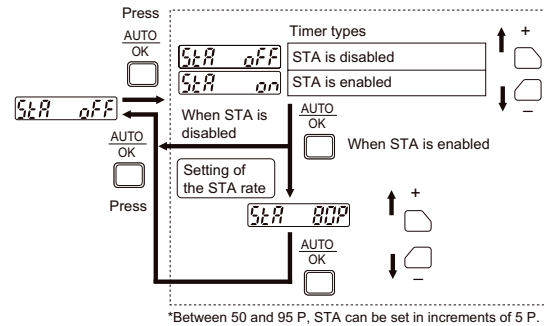 Press
AUTO
OK
StA oFF
Timer types
StA oFF
STA is disabled
StA on
STA is enabled
+
–
When STA is
disabled
AUTO
OK
When STA is enabled
AUTO
OK
Press
Setting of
the STA rate
StA 80P
+
–
AUTO
OK
*Between 50 and 95 P, STA can be set in increments of 5 P.